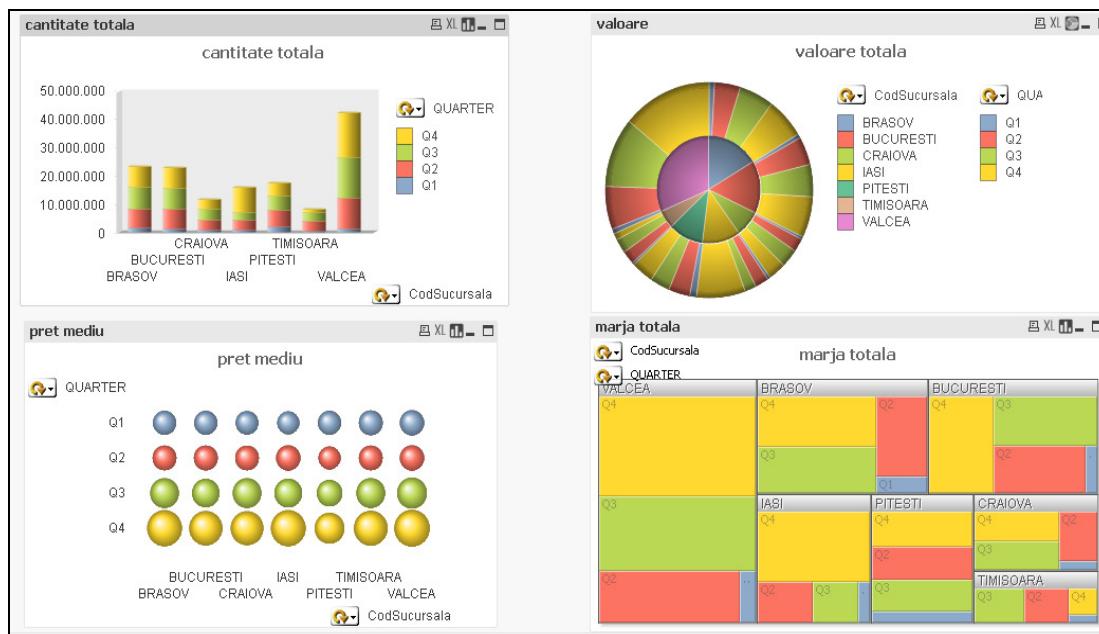 cantitate totala
XL
cantitate totala
50.000.000
40.000.000
30.000.000
20.000.000
10.000.000
0
QUARTER
Q4
Q3
Q2
Q1
CRAIOVA TIMISOARA
BUCURESTI PITESTI
BRASOV IASI VALCEA
CodSucursala
valoare
XL
valoare totala
CodSucursala QUA
BRASOV Q1
BUCURESTI Q2
CRAIOVA Q3
IASI Q4
PITESTI
TIMISOARA
VALCEA
pret mediu
XL
pret mediu
QUARTER
Q1
Q2
Q3
Q4
BUCURESTI IASI TIMISOARA
BRASOV CRAIOVA PITESTI VALCEA
CodSucursala
marja totala
XL
CodSucursala
marja totala
QUARTER
VALCEA
Q4
Q3
Q2
BRASOV
Q4 Q2
Q3
Q1
BUCURESTI
Q4 Q3
Q2
IASI
Q4
Q2 Q3
PITESTI
Q4
Q2
Q3
CRAIOVA
Q4 Q2
Q3
TIMISOARA
Q3 Q2 Q4